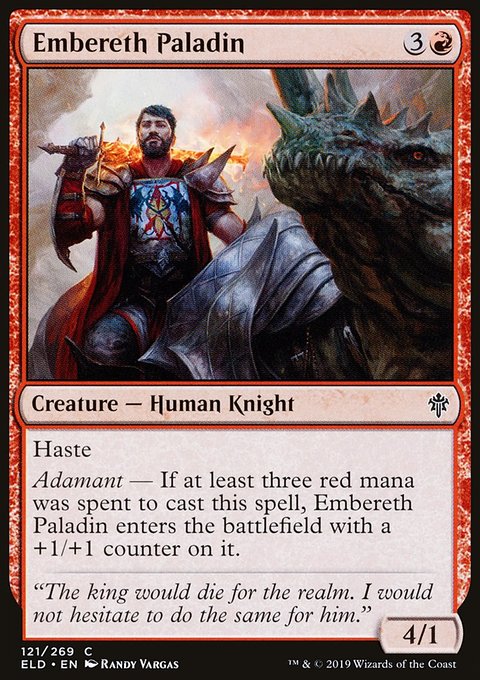 Embereth Paladin 3
Creature — Human Knight
Haste
Adamant — If at least three red mana
was spent to cast this spell, Embereth
Paladin enters the battlefield with a
+1/+1 counter on it.
“The king would die for the realm. I would
not hesitate to do the same for him.”
4/1
121/269 C
ELD • EN Randy Vargas
™ & © 2019 Wizards of the Coast